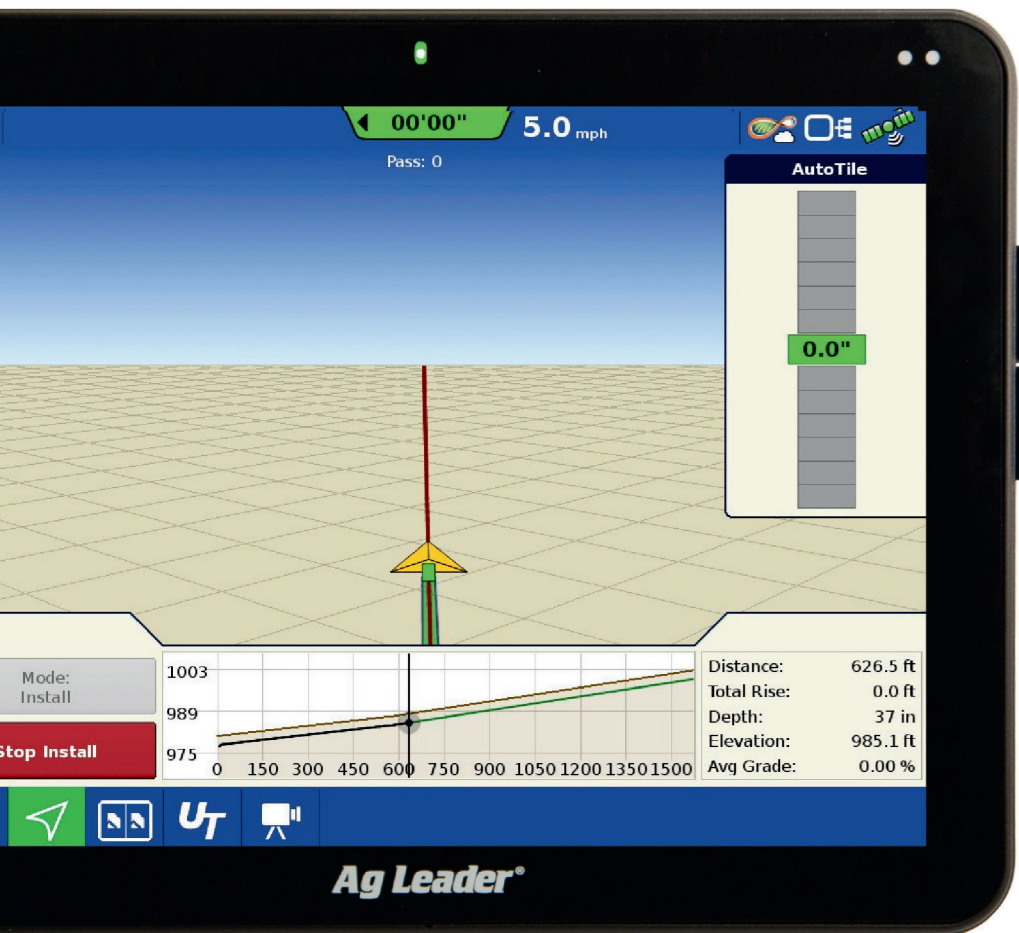 00'00"
5.0 mph
Pass: 0
AutoTile
0.0"
Mode:
Install
Stop Install
1003
989
975
0 150 300 450 600 750 900 1050 1200 1350 1500
Distance: 626.5 ft
Total Rise: 0.0 ft
Depth: 37 in
Elevation: 985.1 ft
Avg Grade: 0.00 %
UT
Ag Leader®